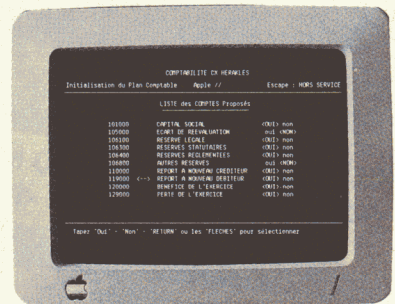 COMPTABILITE CX HERAKLES
Initialisation du Plan Comptable Apple // Escape : HORS SERVICE
LISTE des COMPTES Proposés
101000 CAPITAL SOCIAL (OUI) non
105000 ECART DE REEVALUATION oui (NON)
106100 RESERVE LEGALE (OUI) non
106300 RESERVES STATUTAIRES (OUI) non
106400 RESERVES REGLEMENTEES (OUI) non
106800 AUTRES RESERVES oui (NON)
110000 REPORT A NOUVEAU CREDITEUR (OUI) non
119000 <--> REPORT A NOUVEAU DEBITEUR (OUI) non
120000 BENEFICE DE L'EXERCICE (OUI) non
129000 PERTE DE L'EXERCICE (OUI) non
Tapez 'Oui' - 'Non' - 'RETURN' ou les 'FLECHES' pour sélectionner